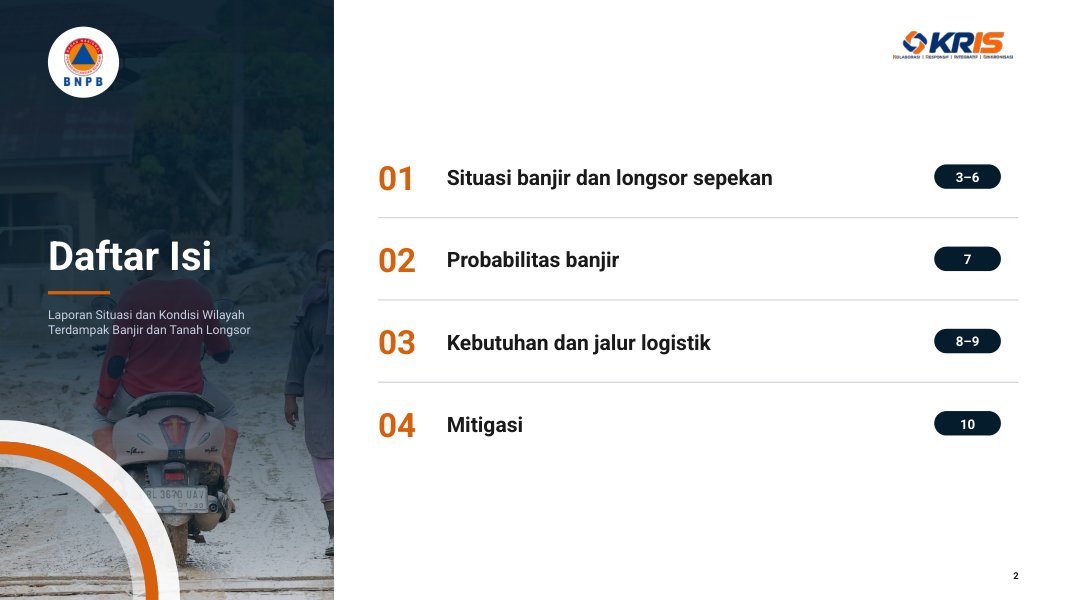 BNPB
KRIS
KOLABORASI | RESPONSIF | INTEGRATIF | SINKRONISASI
Daftar Isi
Laporan Situasi dan Kondisi Wilayah
Terdampak Banjir dan Tanah Longsor
01 Situasi banjir dan longsor sepekan 3–6
02 Probabilitas banjir 7
03 Kebutuhan dan jalur logistik 8–9
04 Mitigasi 10
BL 3670 UAV
2